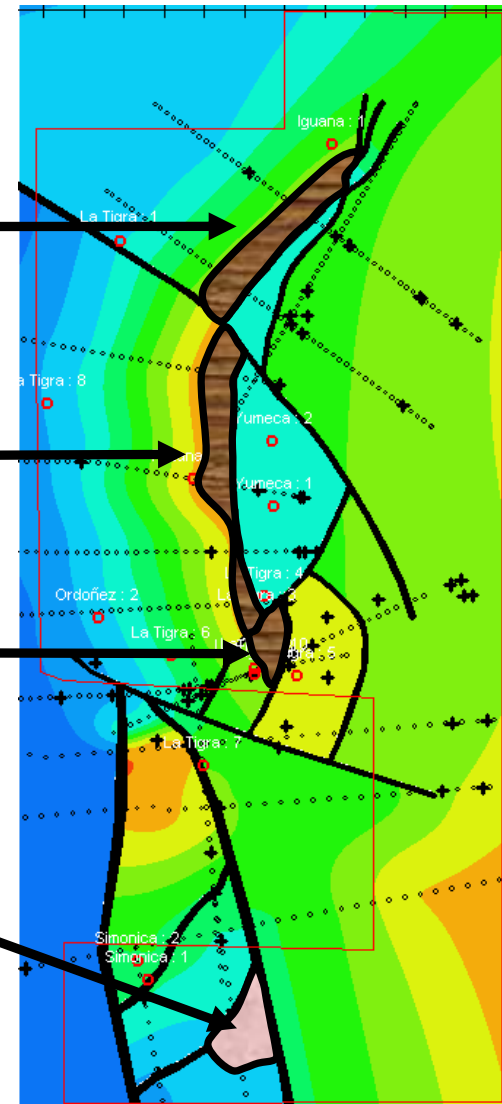 Iguana : 1
La Tigra : 1
a Tigra : 8
Yumeca : 2
Yumeca : 1
Tigra : 4
Ordoñez : 2
La Tigra : 6
La Tigra : 7
Simonica : 2
Simonica : 1